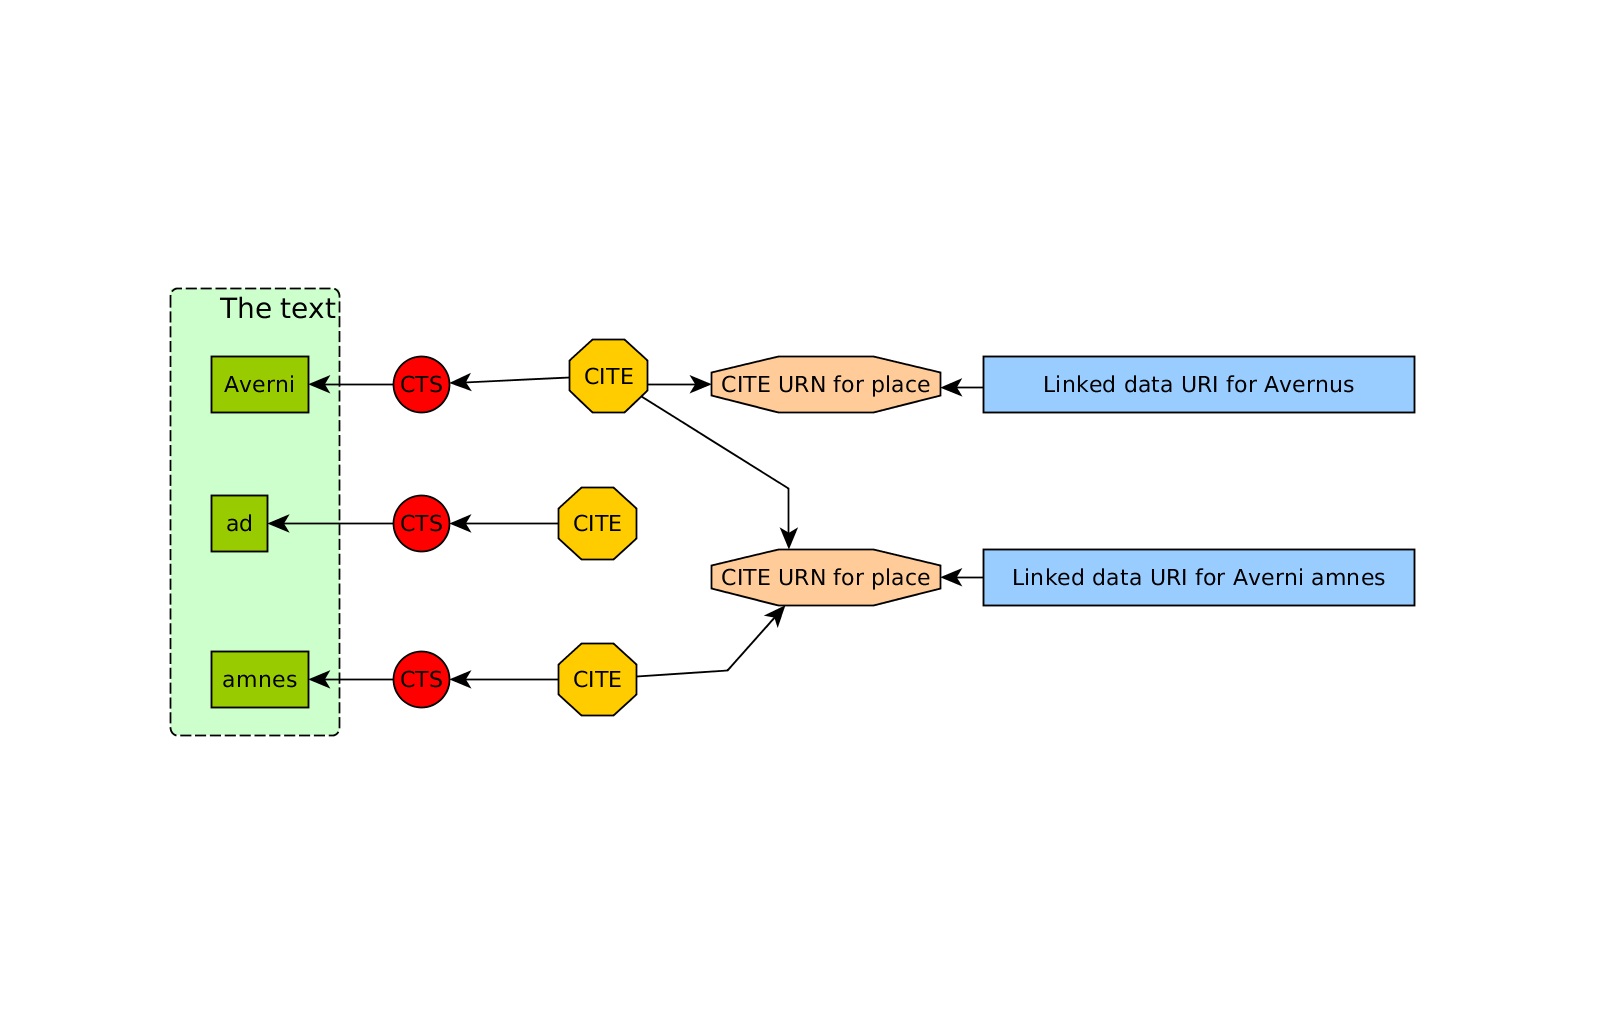 The text
Averni
CTS
CITE
CITE URN for place
Linked data URI for Avernus
ad
CTS
CITE
CITE URN for place
Linked data URI for Averni amnes
amnes
CTS
CITE